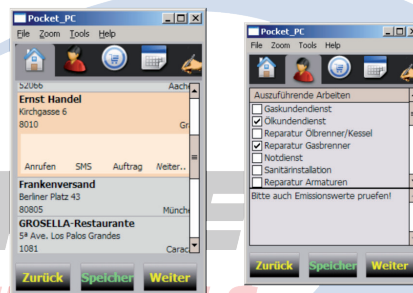 Pocket_PC
File Zoom Tools Help
52066 Aach
Ernst Handel
Kirchgasse 6
8010 Gr
Anrufen SMS Auftrag Weiter..
Frankenversand
Berliner Platz 43
80805 Münche
GROSELLA-Restaurante
5ª Ave. Los Palos Grandes
1081 Carac
Zurück Speicher Weiter
Pocket_PC
File Zoom Tools Help
Auszuführende Arbeiten
Gaskundendienst
Ölkundendienst
Reparatur Ölbrenner/Kessel
Reparatur Gasbrenner
Notdienst
Sanitärinstallation
Reparatur Armaturen
Bitte auch Emissionswerte pruefen!
Zurück Speicher Weiter